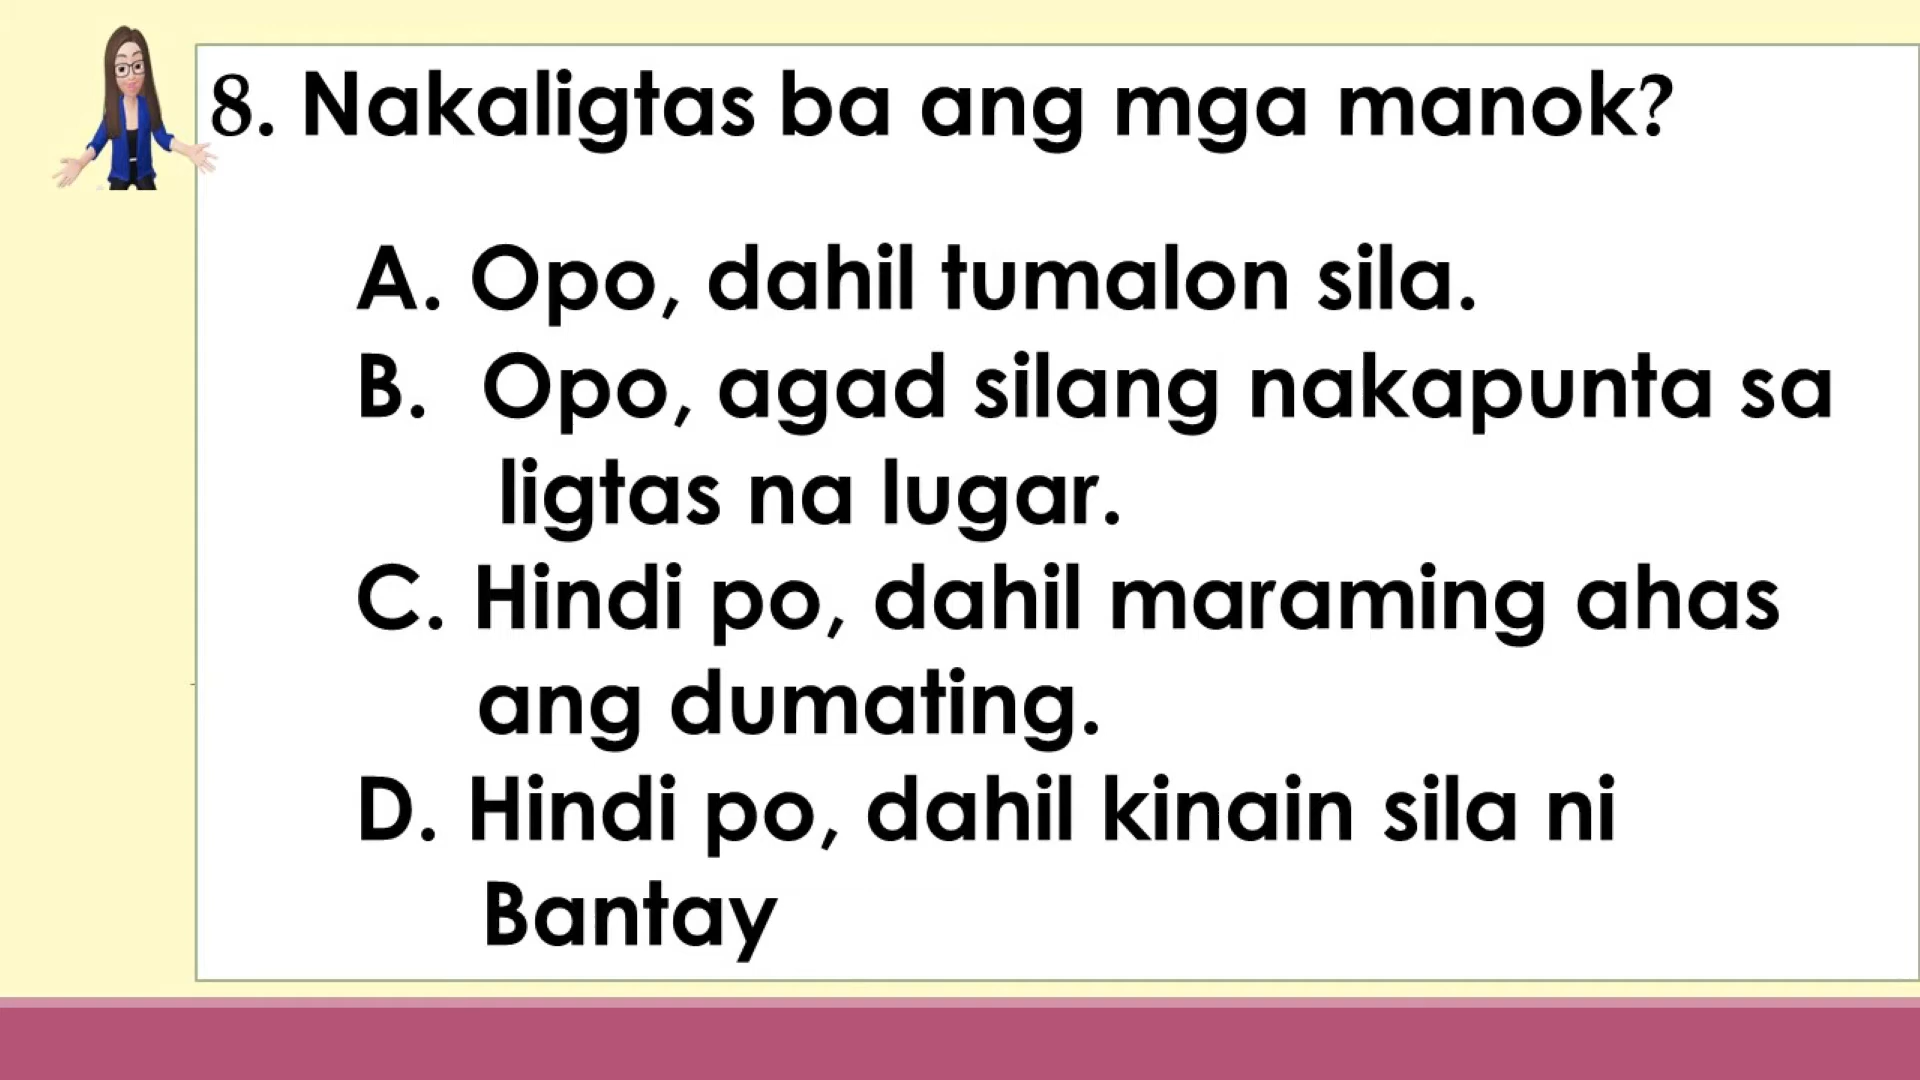 8. Nakaligtas ba ang mga manok?
A. Opo, dahil tumalon sila.
B. Opo, agad silang nakapunta sa
ligtas na lugar.
C. Hindi po, dahil maraming ahas
ang dumating.
D. Hindi po, dahil kinain sila ni
Bantay